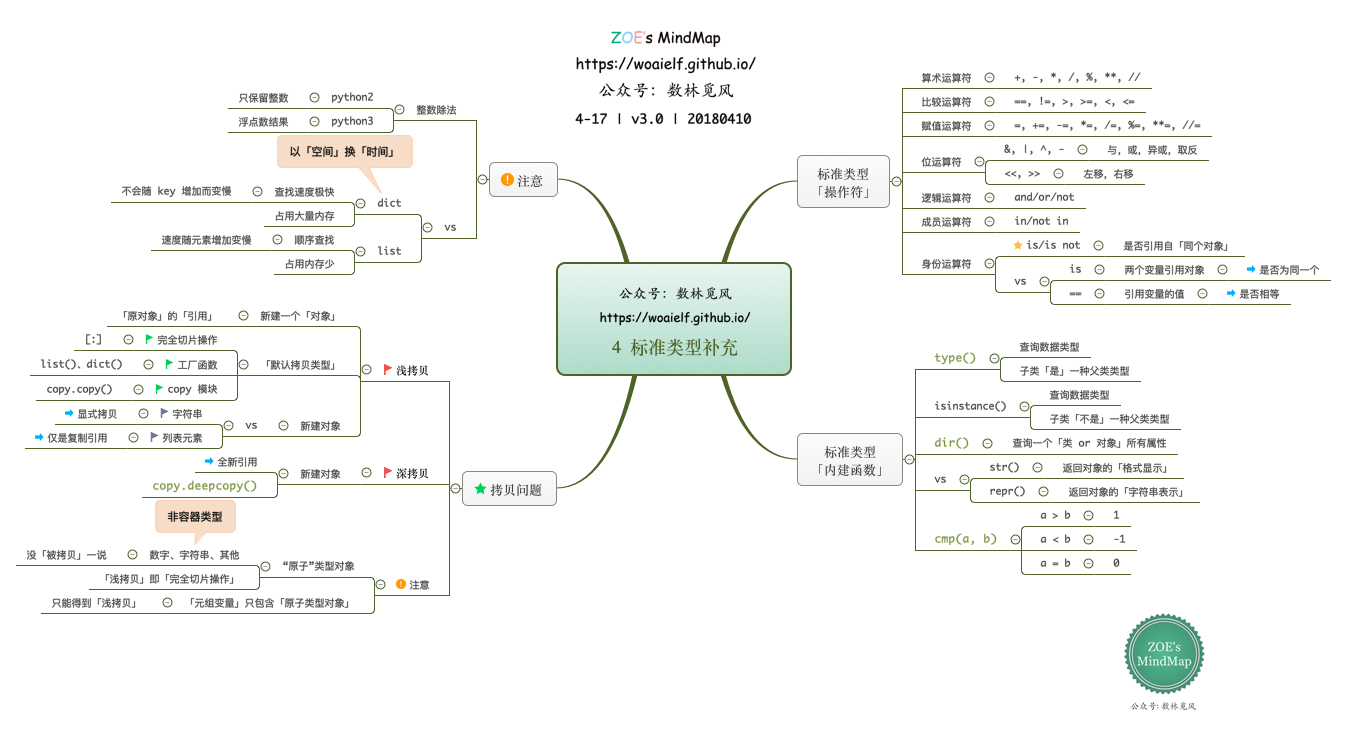 ZOE's MindMap
https://woaielf.github.io/
公众号：数林觅风
4-17 | v3.0 | 20180410
公众号：数林觅风
https://woaielf.github.io/
4 标准类型补充
标准类型
「操作符」
算术运算符
+, -, *, /, %, **, //
比较运算符
==, !=, >, >=, <, <=
赋值运算符
=, +=, -=, *=, /=, %=, **=, //=
位运算符
&, |, ^, -
与，或，异或，取反
<<, >>
左移，右移
逻辑运算符
and/or/not
成员运算符
in/not in
身份运算符
is/is not
是否引用自「同个对象」
vs
is
两个变量引用对象
是否为同一个
==
引用变量的值
是否相等
标准类型
「内建函数」
type()
查询数据类型
子类「是」一种父类类型
isinstance()
查询数据类型
子类「不是」一种父类类型
dir()
查询一个「类 or 对象」所有属性
vs
str()
返回对象的「格式显示」
repr()
返回对象的「字符串表示」
cmp(a, b)
a > b
1
a < b
-1
a = b
0
注意
整数除法
python2
只保留整数
python3
浮点数结果
以「空间」换「时间」
vs
dict
查找速度极快
不会随 key 增加而变慢
占用大量内存
list
顺序查找
速度随元素增加变慢
占用内存少
拷贝问题
浅拷贝
新建一个「对象」
「原对象」的「引用」
「默认拷贝类型」
完全切片操作
[:]
工厂函数
list()、dict()
copy 模块
copy.copy()
新建对象
vs
字符串
显式拷贝
列表元素
仅是复制引用
深拷贝
新建对象
全新引用
copy.deepcopy()
非容器类型
注意
“原子”类型对象
数字、字符串、其他
没「被拷贝」一说
「浅拷贝」即「完全切片操作」
「元组变量」只包含「原子类型对象」
只能得到「浅拷贝」
ZOE's
MindMap
公众号：数林觅风